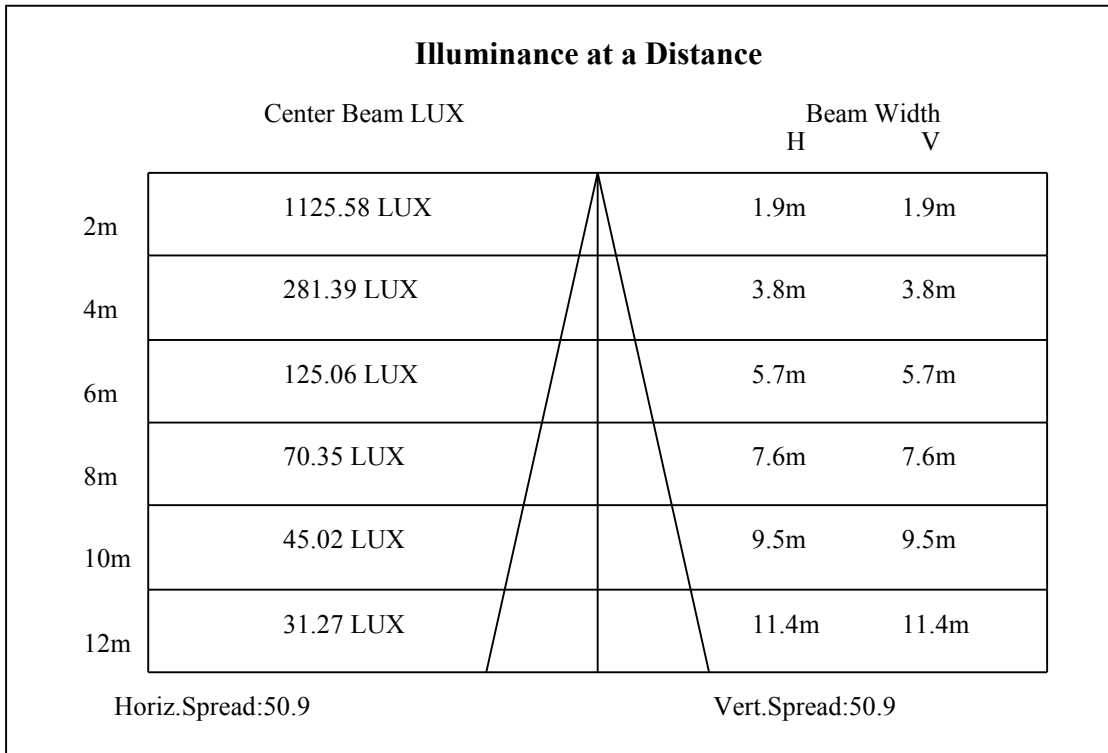 Illuminance at a Distance
Center Beam LUX Beam Width
H V
2m 1125.58 LUX 1.9m 1.9m
4m 281.39 LUX 3.8m 3.8m
6m 125.06 LUX 5.7m 5.7m
8m 70.35 LUX 7.6m 7.6m
10m 45.02 LUX 9.5m 9.5m
12m 31.27 LUX 11.4m 11.4m
Horiz.Spread:50.9 Vert.Spread:50.9